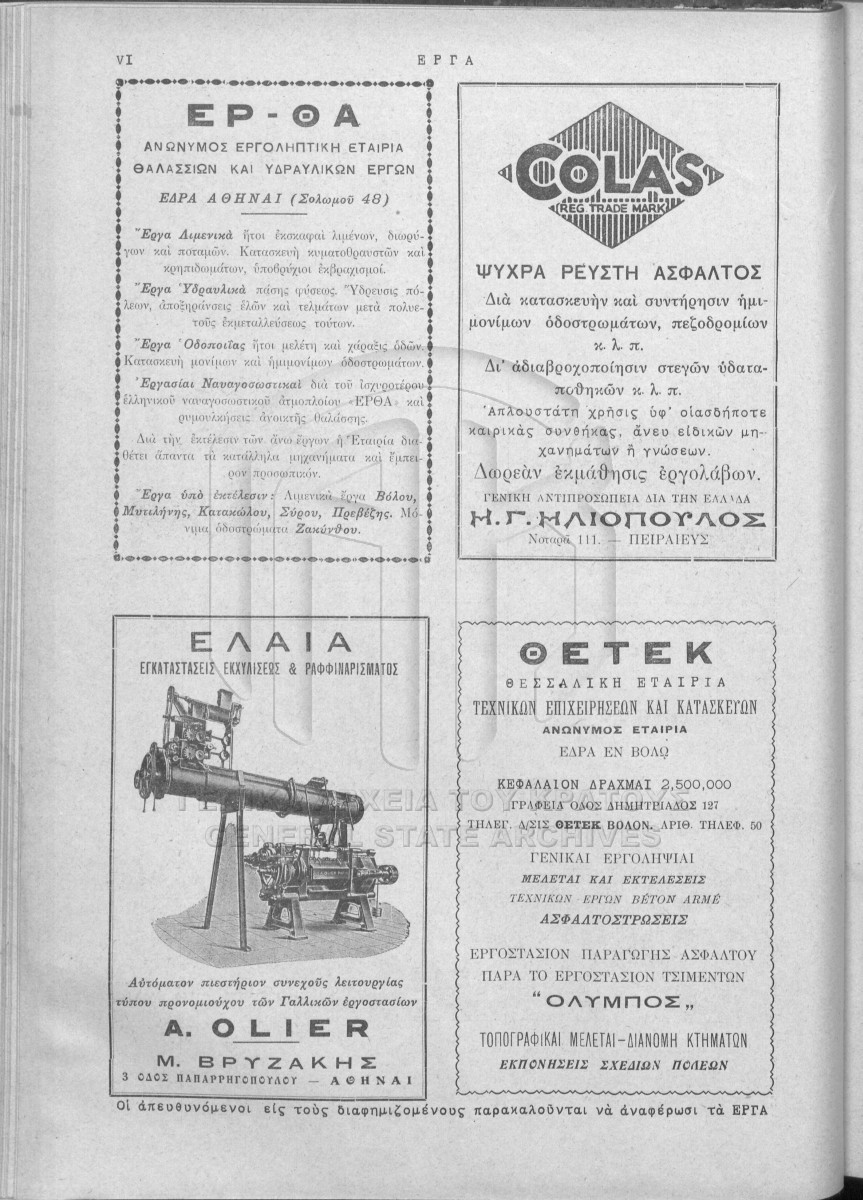 VI
ΕΡΓΑ
ΕΡ - ΘΑ
ΑΝΩΝΥΜΟΣ ΕΡΓΟΛΗΠΤΙΚΗ ΕΤΑΙΡΙΑ
ΘΑΛΑΣΣΙΩΝ ΚΑΙ ΥΔΡΑΥΛΙΚΩΝ ΕΡΓΩΝ
ΕΔΡΑ ΑΘΗΝΑΙ (Σολωμοῦ 48)
Ἔργα Λιμενικὰ ἤτοι ἐκσκαφαὶ λιμένων, διωρύ-
γων καὶ ποταμῶν. Κατασκευὴ κυματοθραυστῶν καὶ
κρηπιδωμάτων, ὑποβρύχιοι ἐκβραχισμοί.
Ἔργα Ὑδραυλικὰ πάσης φύσεως. Ὕδρευσις πό-
λεων, ἀποξηράνσεις ἑλῶν καὶ τελμάτων μετὰ πολυε-
τοῦς ἐκμεταλλεύσεως τούτων.
Ἔργα Ὁδοποιΐας ἤτοι μελέτη καὶ χάραξις ὁδῶν.
Κατασκευὴ μονίμων καὶ ἡμιμονίμων ὁδοστρωμάτων.
Ἐργασίαι Ναυαγοσωστικαὶ διὰ τοῦ ἰσχυροτέρου
ἑλληνικοῦ ναυαγοσωστικοῦ ἀτμοπλοίου «ΕΡΘΑ» καὶ
ρυμουλκήσεις ἀνοικτῆς θαλάσσης.
Διὰ τὴν ἐκτέλεσιν τῶν ἄνω ἔργων ἡ Ἑταιρία δια-
θέτει ἅπαντα τὰ κατάλληλα μηχανήματα καὶ ἔμπει-
ρον προσωπικόν.
Ἔργα ὑπὸ ἐκτέλεσιν: Λιμενικὰ ἔργα Βόλου,
Μυτιλήνης, Κατακώλου, Σύρου, Πρεβέζης. Μό-
νιμα ὁδοστρώματα Ζακύνθου.
COLAS
REG. TRADE MARK
ΨΥΧΡΑ ΡΕΥΣΤΗ ΑΣΦΑΛΤΟΣ
Διὰ κατασκευὴν καὶ συντήρησιν ἡμι-
μονίμων ὁδοστρωμάτων, πεζοδρομίων
κ. λ. π.
Δι' ἀδιαβροχοποίησιν στεγῶν ὑδατα-
ποθηκῶν κ. λ. π.
Ἁπλουστάτη χρῆσις ὑφ' οἱασδήποτε
καιρικὰς συνθήκας, ἄνευ εἰδικῶν μη-
χανημάτων ἢ γνώσεων.
Δωρεὰν ἐκμάθησις ἐργολάβων.
ΓΕΝΙΚΗ ΑΝΤΙΠΡΟΣΩΠΕΙΑ ΔΙΑ ΤΗΝ ΕΛΛΑΔΑ
Η. Γ. ΗΛΙΟΠΟΥΛΟΣ
Νοταρᾶ 111. — ΠΕΙΡΑΙΕΥΣ
ΕΛΑΙΑ
ΕΓΚΑΤΑΣΤΑΣΕΙΣ ΕΚΧΥΛΙΣΕΩΣ & ΡΑΦΦΙΝΑΡΙΣΜΑΤΟΣ
Αὐτόματον πιεστήριον συνεχοῦς λειτουργίας
τύπου προνομιούχου τῶν Γαλλικῶν ἐργοστασίων
A. OLIER
Μ. ΒΡΥΖΑΚΗΣ
3 ΟΔΟΣ ΠΑΠΑΡΡΗΓΟΠΟΥΛΟΥ — ΑΘΗΝΑΙ
ΘΕΤΕΚ
ΘΕΣΣΑΛΙΚΗ ΕΤΑΙΡΙΑ
ΤΕΧΝΙΚΩΝ ΕΠΙΧΕΙΡΗΣΕΩΝ ΚΑΙ ΚΑΤΑΣΚΕΥΩΝ
ΑΝΩΝΥΜΟΣ ΕΤΑΙΡΙΑ
ΕΔΡΑ ΕΝ ΒΟΛῼ
ΚΕΦΑΛΑΙΟΝ ΔΡΑΧΜΑΙ 2,500,000
ΓΡΑΦΕΙΑ ΟΔΟΣ ΔΗΜΗΤΡΙΑΔΟΣ 127
ΤΗΛΕΓ. Δ/ΣΙΣ ΘΕΤΕΚ ΒΟΛΟΝ. ΑΡΙΘ. ΤΗΛΕΦ. 50
ΓΕΝΙΚΑΙ ΕΡΓΟΛΗΨΙΑΙ
ΜΕΛΕΤΑΙ ΚΑΙ ΕΚΤΕΛΕΣΕΙΣ
ΤΕΧΝΙΚΩΝ ΕΡΓΩΝ BÉTON ARMÉ
ΑΣΦΑΛΤΟΣΤΡΩΣΕΙΣ
ΕΡΓΟΣΤΑΣΙΟΝ ΠΑΡΑΓΩΓΗΣ ΑΣΦΑΛΤΟΥ
ΠΑΡΑ ΤΟ ΕΡΓΟΣΤΑΣΙΟΝ ΤΣΙΜΕΝΤΩΝ
"ΟΛΥΜΠΟΣ„
ΤΟΠΟΓΡΑΦΙΚΑΙ ΜΕΛΕΤΑΙ–ΔΙΑΝΟΜΗ ΚΤΗΜΑΤΩΝ
ΕΚΠΟΝΗΣΕΙΣ ΣΧΕΔΙΩΝ ΠΟΛΕΩΝ
Οἱ ἀπευθυνόμενοι εἰς τοὺς διαφημιζομένους παρακαλοῦνται νὰ ἀναφέρωσι τὰ ΕΡΓΑ
ΓΕΝΙΚΑ ΑΡΧΕΙΑ ΤΟΥ ΚΡΑΤΟΥΣ
GENERAL STATE ARCHIVES